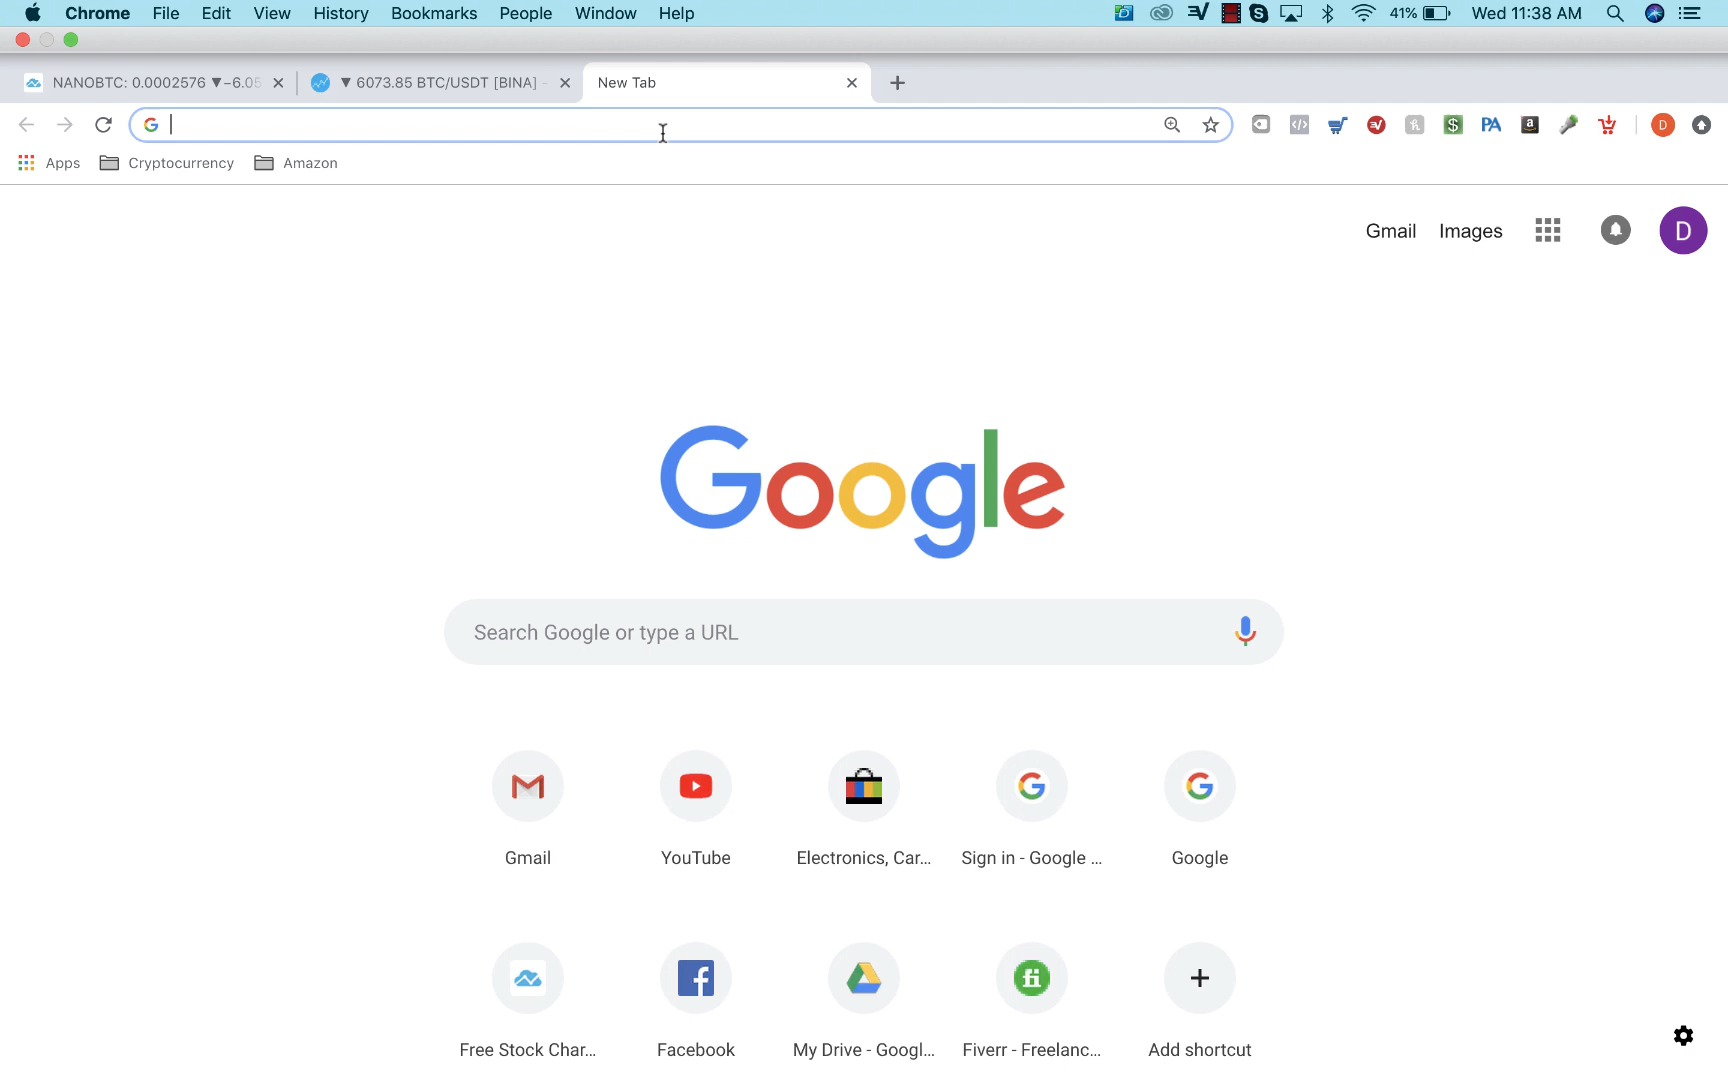 Chrome File Edit View History Bookmarks People Window Help 41% Wed 11:38 AM
NANOBTC: 0.0002576 ▼−6.05 ▼ 6073.85 BTC/USDT [BINA] - New Tab
Apps Cryptocurrency Amazon
Gmail Images D
Google
Search Google or type a URL
Gmail YouTube Electronics, Car... Sign in - Google ... Google
Free Stock Char... Facebook My Drive - Googl... Fiverr - Freelanc... Add shortcut